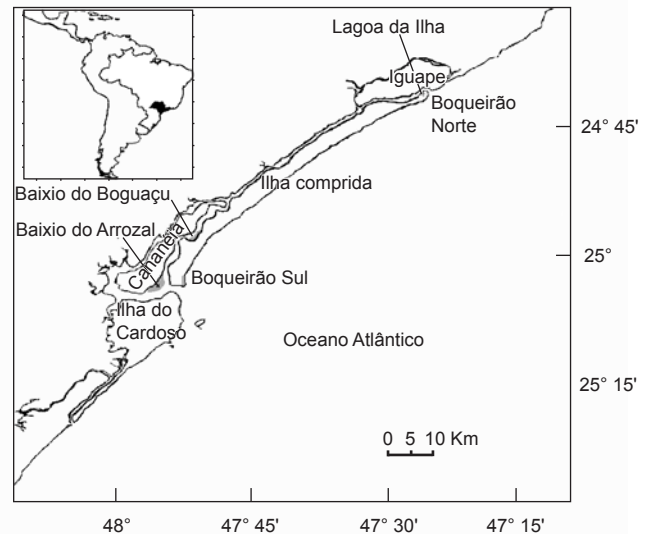 Lagoa da Ilha
Iguape
Boqueirão
Norte
24° 45'
Ilha comprida
Baixio do Boguaçu
Baixio do Arrozal
Cananéia
25°
Boqueirão Sul
Ilha do
Cardoso
Oceano Atlântico
25° 15'
0 5 10 Km
48° 47° 45' 47° 30' 47° 15'